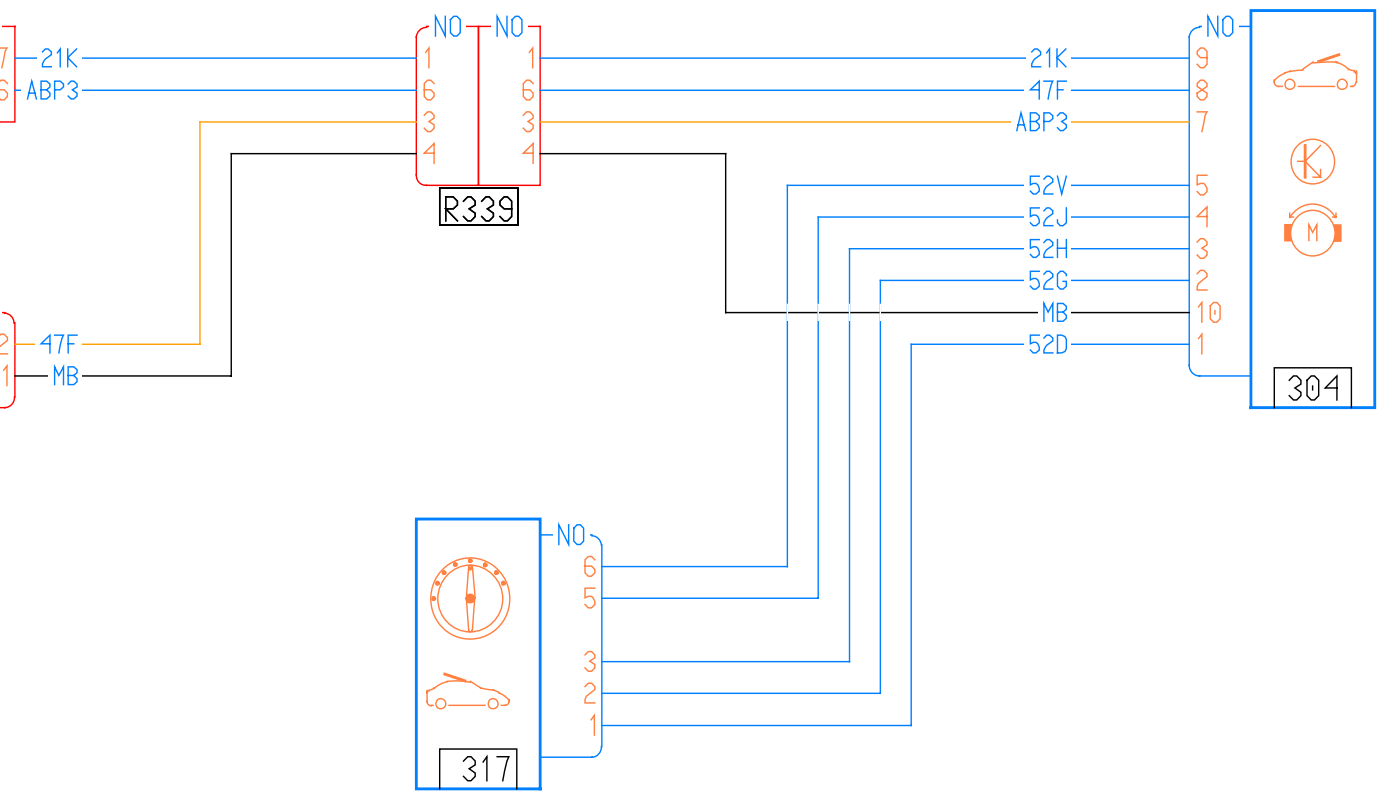 NO NO NO
7 21K 1 1 21K 9
6 ABP3 6 6 47F 8
3 3 ABP3 7
4 4
52V 5
R339
52J 4
52H 3
52G 2
MB 10
2 47F 52D 1
1 MB
304
NO
6
5
3
2
1
317
M